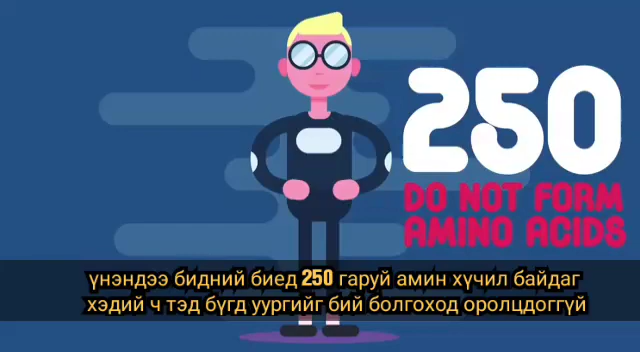 250
DO NOT FORM
AMINO ACIDS
үнэндээ бидний биед 250 гаруй амин хүчил байдаг
хэдий ч тэд бүгд уургийг бий болгоход оролцдоггүй